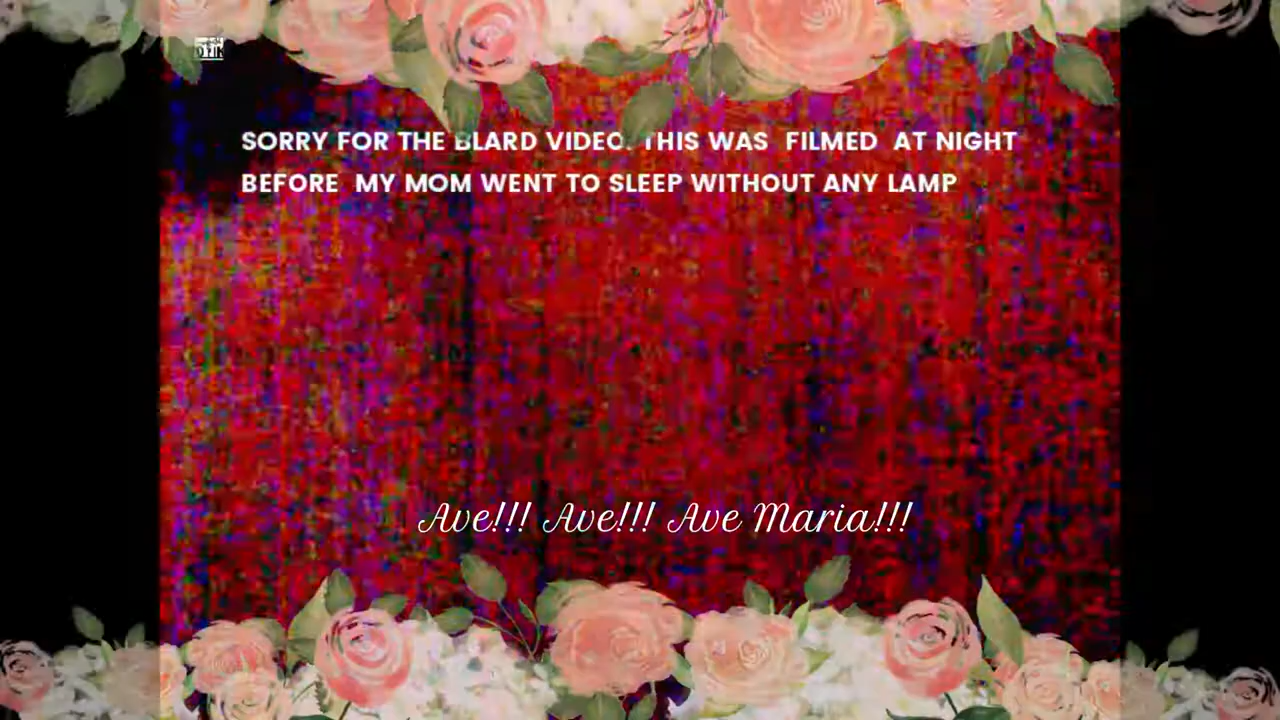 SORRY FOR THE BLARD VIDEO. THIS WAS FILMED AT NIGHT
BEFORE MY MOM WENT TO SLEEP WITHOUT ANY LAMP
Ave!!! Ave!!! Ave Maria!!!